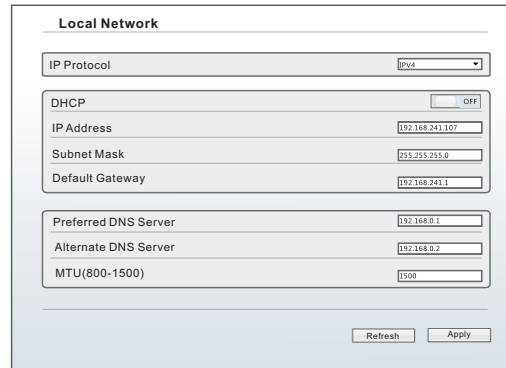 Local Network
IP Protocol IPV4
DHCP OFF
IP Address 192.168.241.107
Subnet Mask 255.255.255.0
Default Gateway 192.168.241.1
Preferred DNS Server 192.168.0.1
Alternate DNS Server 192.168.0.2
MTU(800-1500) 1500
Refresh Apply